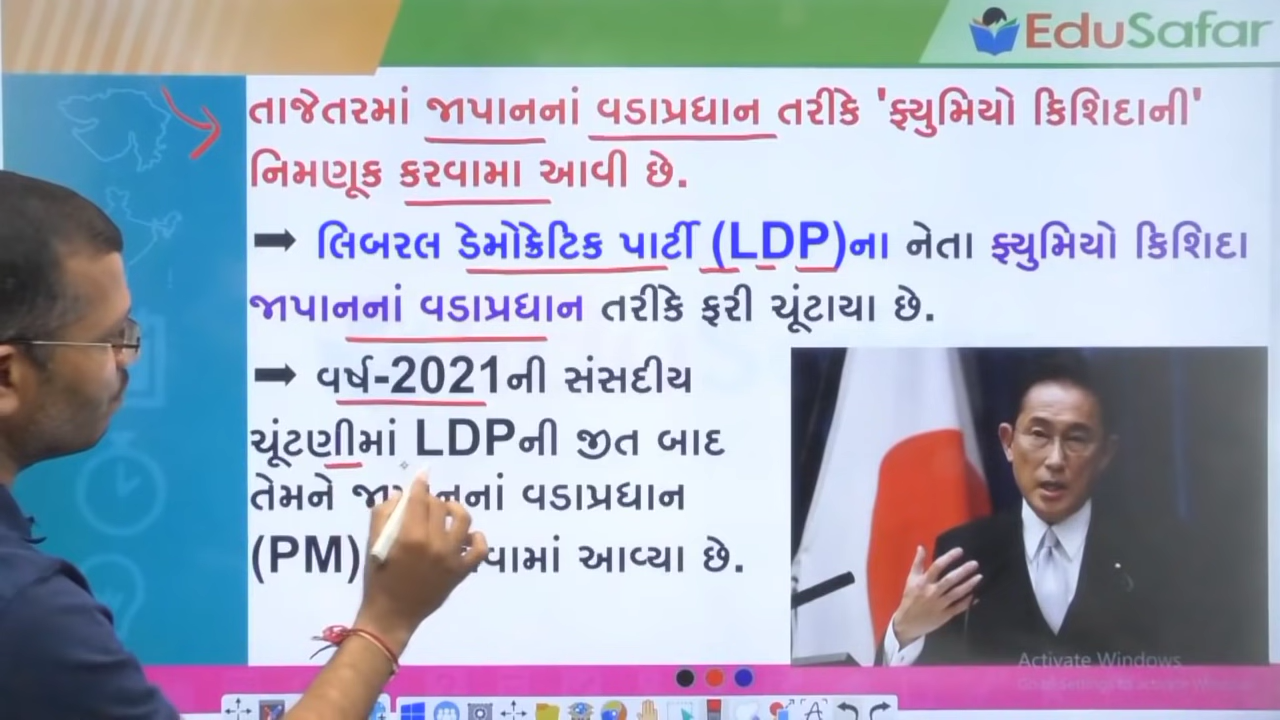 EduSafar
તાજેતરમાં જાપાનનાં વડાપ્રધાન તરીકે 'ફ્યુમિયો કિશિદાની'
નિમણૂક કરવામા આવી છે.
➡ લિબરલ ડેમોક્રેટિક પાર્ટી (LDP)ના નેતા ફ્યુમિયો કિશિદા
જાપાનનાં વડાપ્રધાન તરીકે ફરી ચૂંટાયા છે.
➡ વર્ષ-2021ની સંસદીય
ચૂંટણીમાં LDPની જીત બાદ
તેમને વડાપ્રધાન
(PM) આવ્યા છે.
Activate Windows